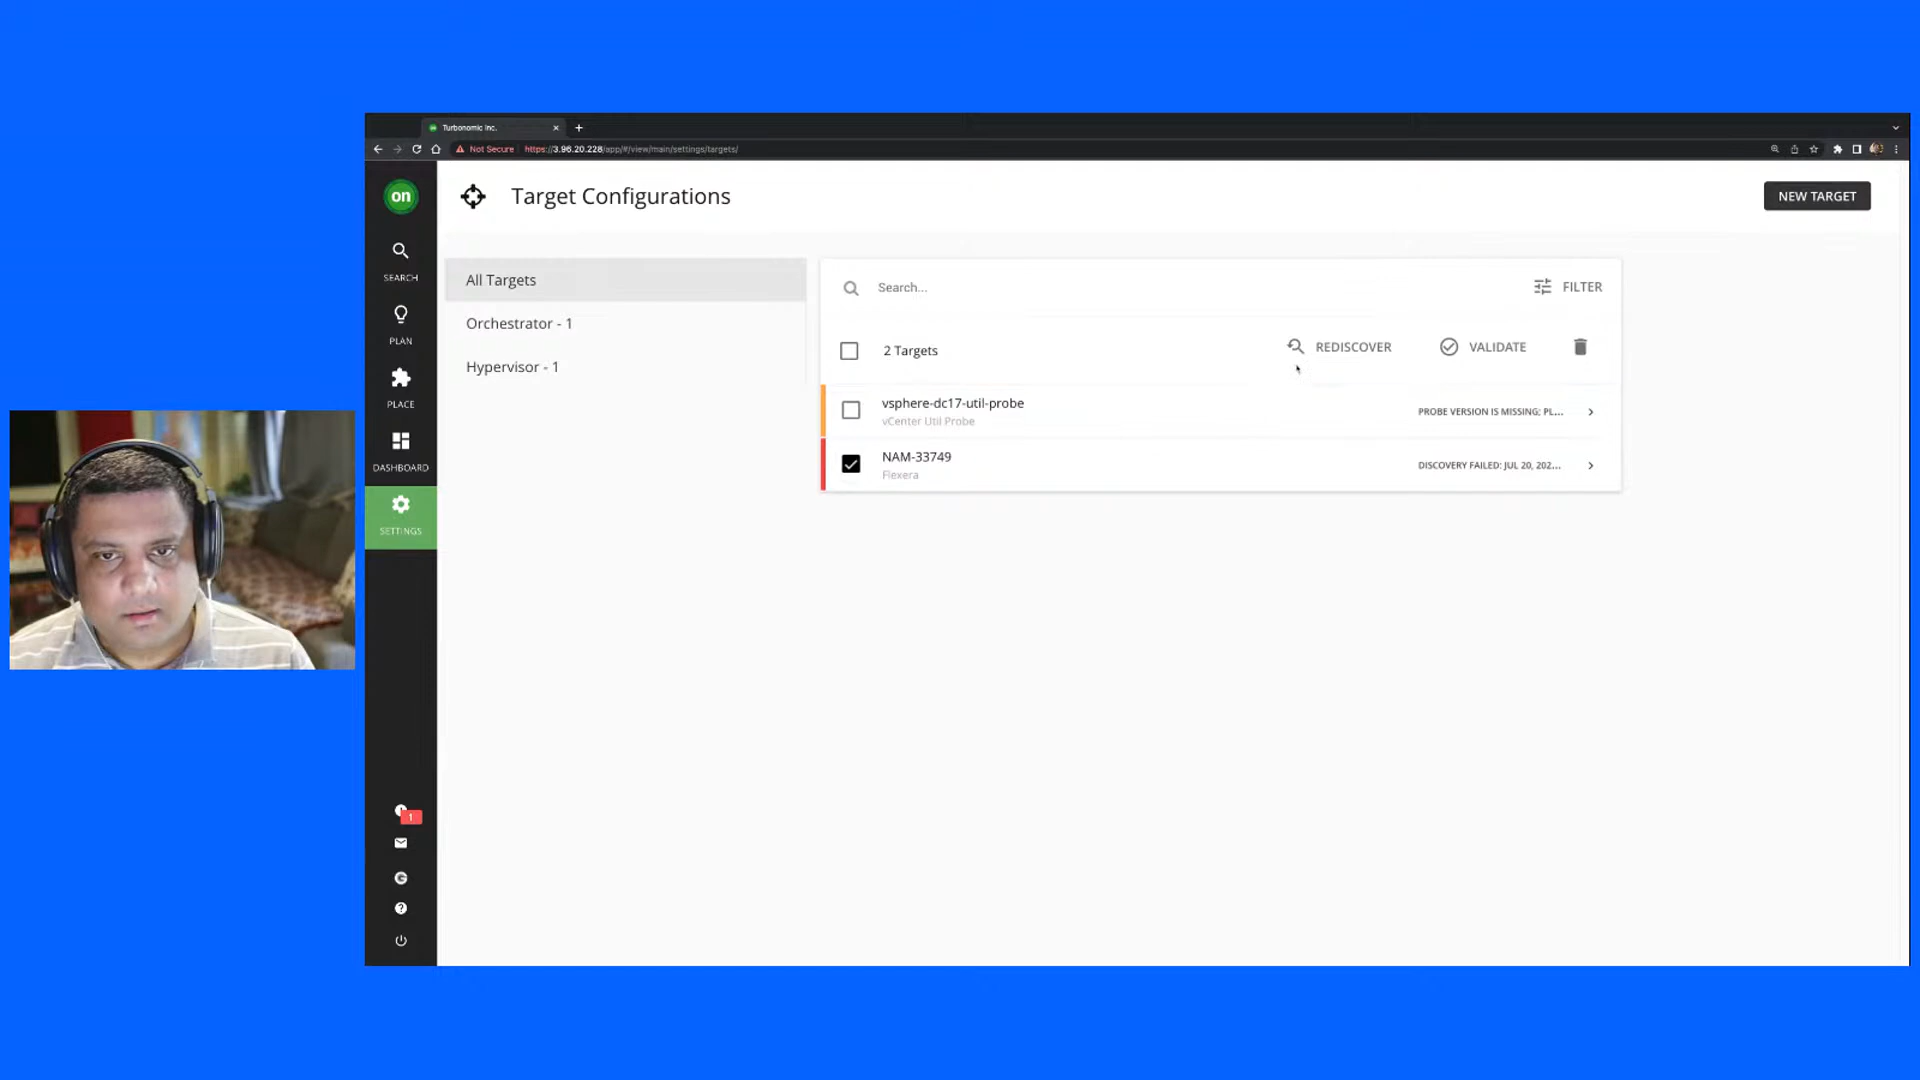 Turbonomic Inc.
Not Secure
https://3.96.20.228/app/#/view/main/settings/targets/
on
Target Configurations
NEW TARGET
SEARCH
PLAN
PLACE
DASHBOARD
SETTINGS
1
All Targets
Orchestrator - 1
Hypervisor - 1
Search...
FILTER
2 Targets
REDISCOVER
VALIDATE
vsphere-dc17-util-probe
vCenter Util Probe
PROBE VERSION IS MISSING; PL...
NAM-33749
Flexera
DISCOVERY FAILED: JUL 20, 202...